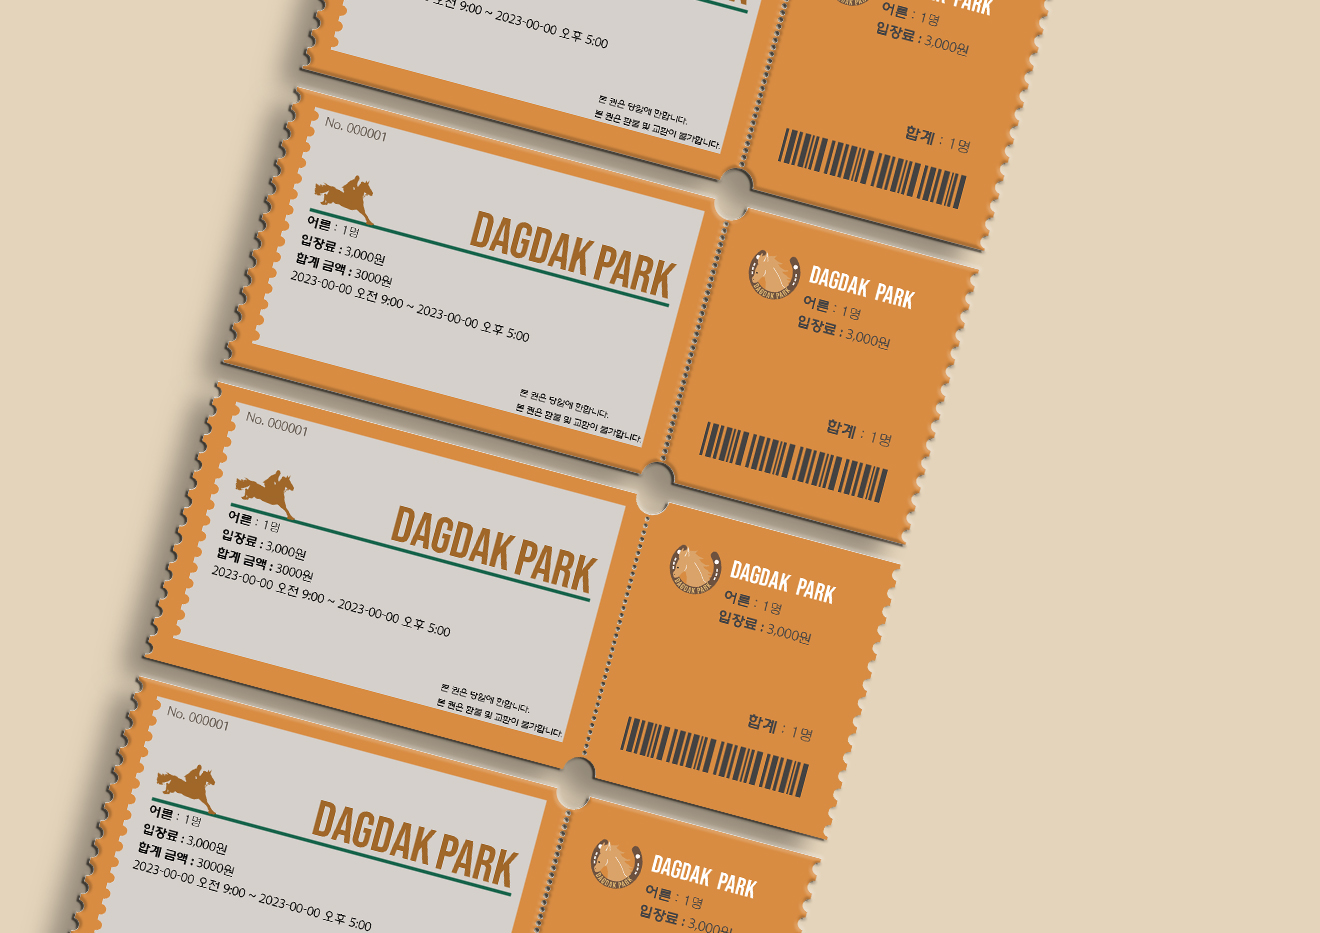 오전 9:00 ~ 2023-00-00 오후 5:00
본 권은 당일에 한합니다.
본 권은 환불 및 교환이 불가합니다.
PARK
어른 : 1명
입장료 : 3,000원
합계 : 1명
No. 000001
DAGDAK PARK
어른 : 1명
입장료 : 3,000원
합계 금액 : 3000원
2023-00-00 오전 9:00 ~ 2023-00-00 오후 5:00
본 권은 당일에 한합니다.
본 권은 환불 및 교환이 불가합니다.
DAGDAK PARK
DAGDAK PARK
어른 : 1명
입장료 : 3,000원
합계 : 1명
No. 000001
DAGDAK PARK
어른 : 1명
입장료 : 3,000원
합계 금액 : 3000원
2023-00-00 오전 9:00 ~ 2023-00-00 오후 5:00
본 권은 당일에 한합니다.
본 권은 환불 및 교환이 불가합니다.
DAGDAK PARK
DAGDAK PARK
어른 : 1명
입장료 : 3,000원
합계 : 1명
No. 000001
DAGDAK PARK
어른 : 1명
입장료 : 3,000원
합계 금액 : 3000원
2023-00-00 오전 9:00 ~ 2023-00-00 오후 5:00
DAGDAK PARK
DAGDAK PARK
어른 : 1명
입장료 : 3,000원